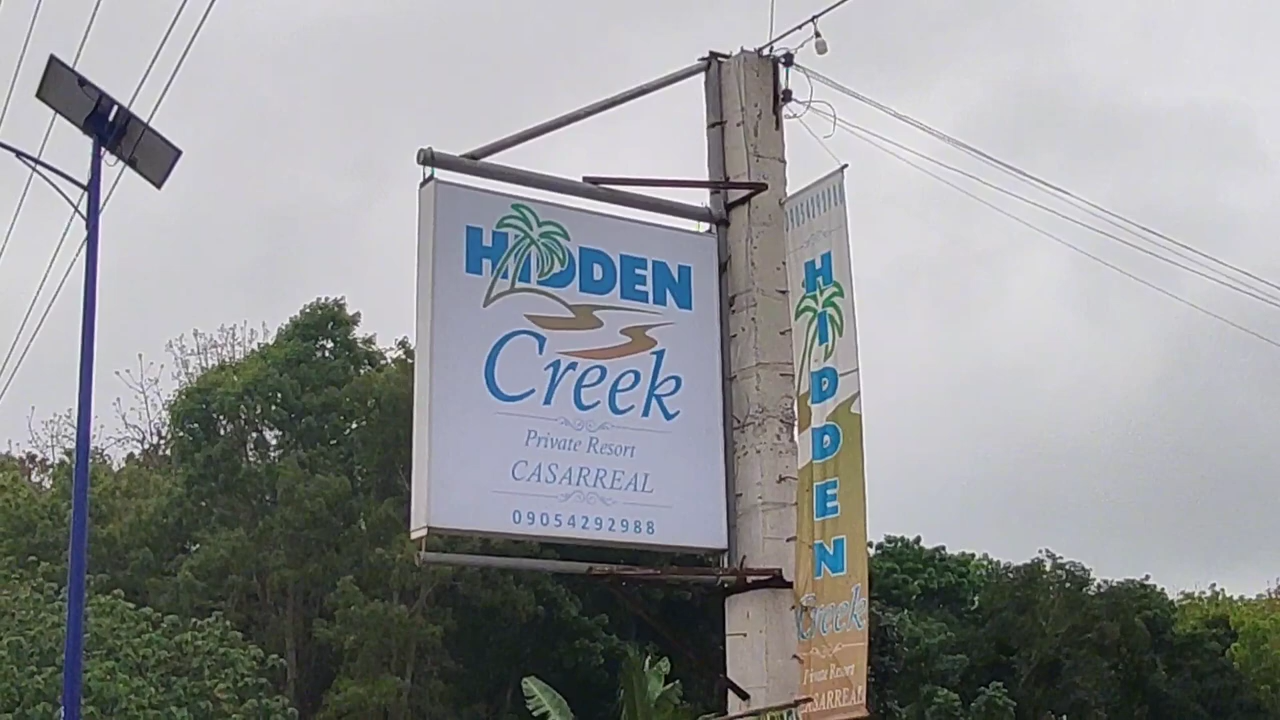 HIDDEN
Creek
Private Resort
CASARREAL
09054292988
HIDDEN
Creek
Private Resort
CASARREAL